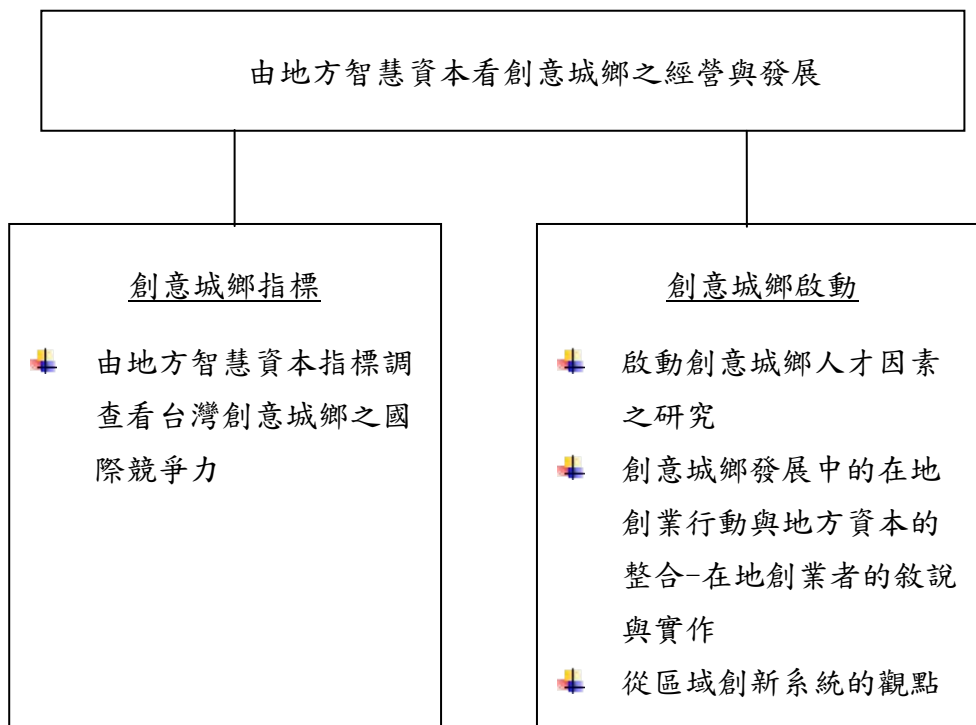 由地方智慧資本看創意城鄉之經營與發展
創意城鄉指標
由地方智慧資本指標調
查看台灣創意城鄉之國
際競爭力
創意城鄉啟動
啟動創意城鄉人才因素
之研究
創意城鄉發展中的在地
創業行動與地方資本的
整合-在地創業者的敘說
與實作
從區域創新系統的觀點